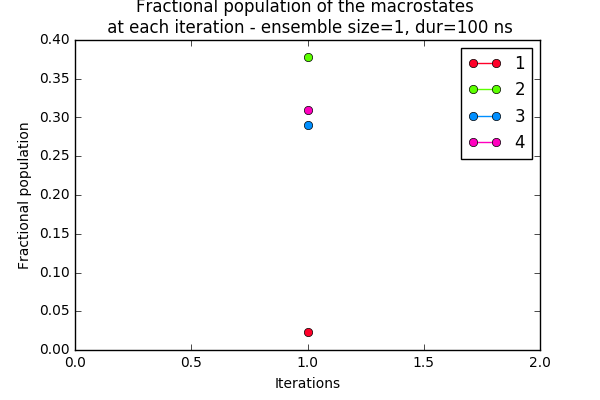 Fractional population of the macrostates
at each iteration - ensemble size=1, dur=100 ns
0.40
0.35
0.30
0.25
0.20
0.15
0.10
0.05
0.00
Fractional population
1
2
3
4
0.0 0.5 1.0 1.5 2.0
Iterations